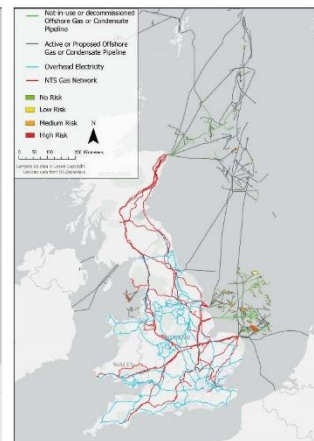 Not-in-use or decommissioned
Offshore Gas or Condensate
Pipeline
Active or Proposed Offshore
Gas or Condensate Pipeline
Overhead Electricity
NTS Gas Network
No Risk
Low Risk
Medium Risk
High Risk
N
0 50 100 200
WALES